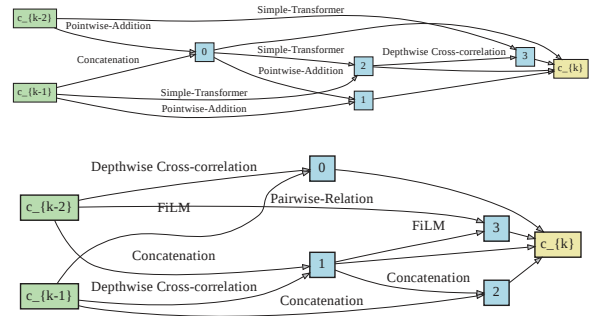 c_{k-2}
Simple-Transformer
Pointwise-Addition
0
Simple-Transformer
Depthwise Cross-correlation
3
Concatenation
2
c_{k}
Pointwise-Addition
c_{k-1}
Simple-Transformer
1
Pointwise-Addition
Depthwise Cross-correlation
0
c_{k-2}
FiLM
Pairwise-Relation
FiLM
3
c_{k}
Concatenation
1
Concatenation
Depthwise Cross-correlation
2
c_{k-1}
Concatenation